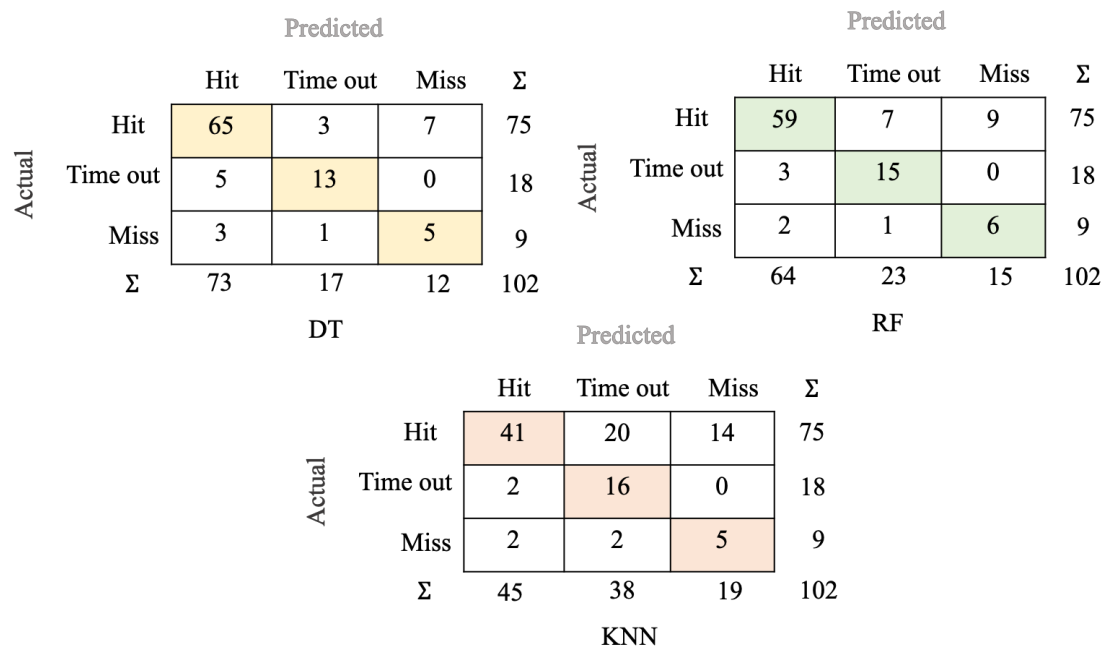 Predicted
Hit Time out Miss Σ
Actual
Hit 65 3 7 75
Time out 5 13 0 18
Miss 3 1 5 9
Σ 73 17 12 102
DT
Predicted
Hit Time out Miss Σ
Actual
Hit 59 7 9 75
Time out 3 15 0 18
Miss 2 1 6 9
Σ 64 23 15 102
RF
Predicted
Hit Time out Miss Σ
Actual
Hit 41 20 14 75
Time out 2 16 0 18
Miss 2 2 5 9
Σ 45 38 19 102
KNN